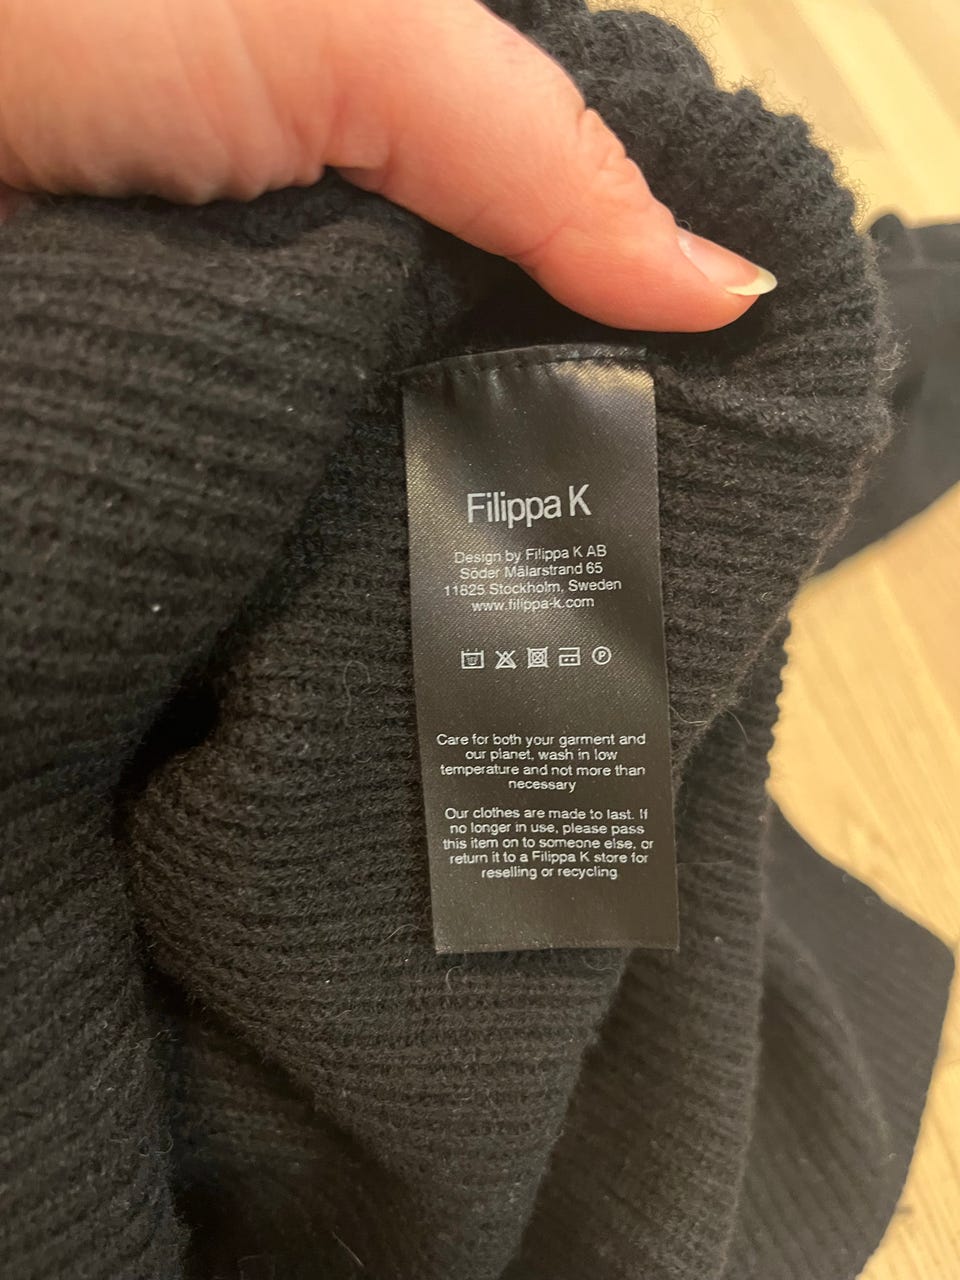 Filippa K
Design by Filippa K AB
Söder Mälarstrand 65
11825 Stockholm, Sweden
www.filippa-k.com
P
Care for both your garment and
our planet, wash in low
temperature and not more than
necessary
Our clothes are made to last. If
no longer in use, please pass
this item on to someone else, or
return it to a Filippa K store for
reselling or recycling